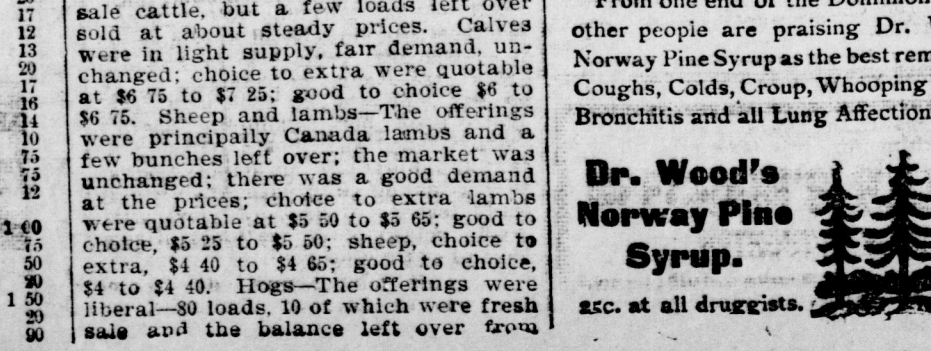 17
12
13
20
17
16
14
10
75
75
12
1 00
75
50
20
1 50
20
90
sale cattle, but a few loads left over
sold at about steady prices. Calves
were in light supply, fair demand, un-
changed; choice to extra were quotable
at $6 75 to $7 25; good to choice $6 to
$6 75. Sheep and lambs—The offerings
were principally Canada lambs and a
few bunches left over; the market was
unchanged; there was a good demand
at the prices; choice to extra lambs
were quotable at $5 50 to $5 65; good to
choice, $5 25 to $5 50; sheep, choice to
extra, $4 40 to $4 65; good to choice,
$4 to $4 40. Hogs—The offerings were
liberal—80 loads, 10 of which were fresh
sale and the balance left over from
From one end of the Dominion
other people are praising Dr.
Norway Pine Syrup as the best rem
Coughs, Colds, Croup, Whooping
Bronchitis and all Lung Affection
Dr. Wood's
Norway Pine
Syrup.
25c. at all druggists.